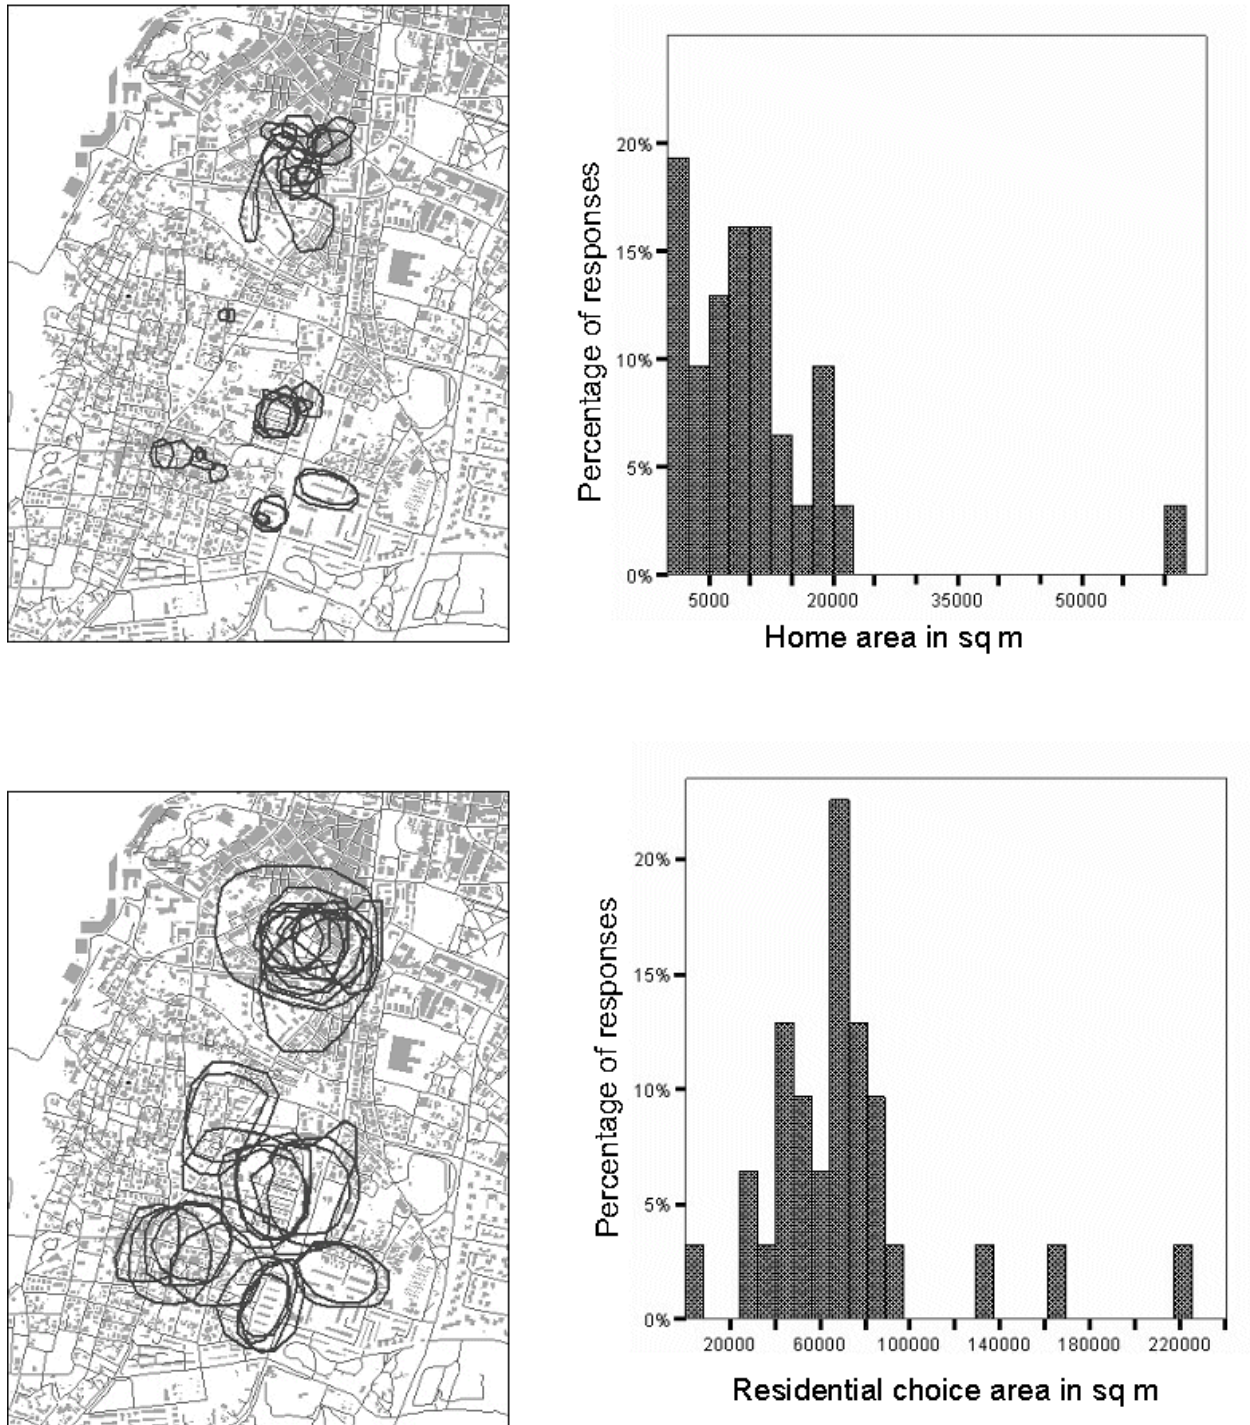 Percentage of responses
20%
15%
10%
5%
0%
5000 20000 35000 50000
Home area in sq m
Percentage of responses
20%
15%
10%
5%
0%
20000 60000 100000 140000 180000 220000
Residential choice area in sq m